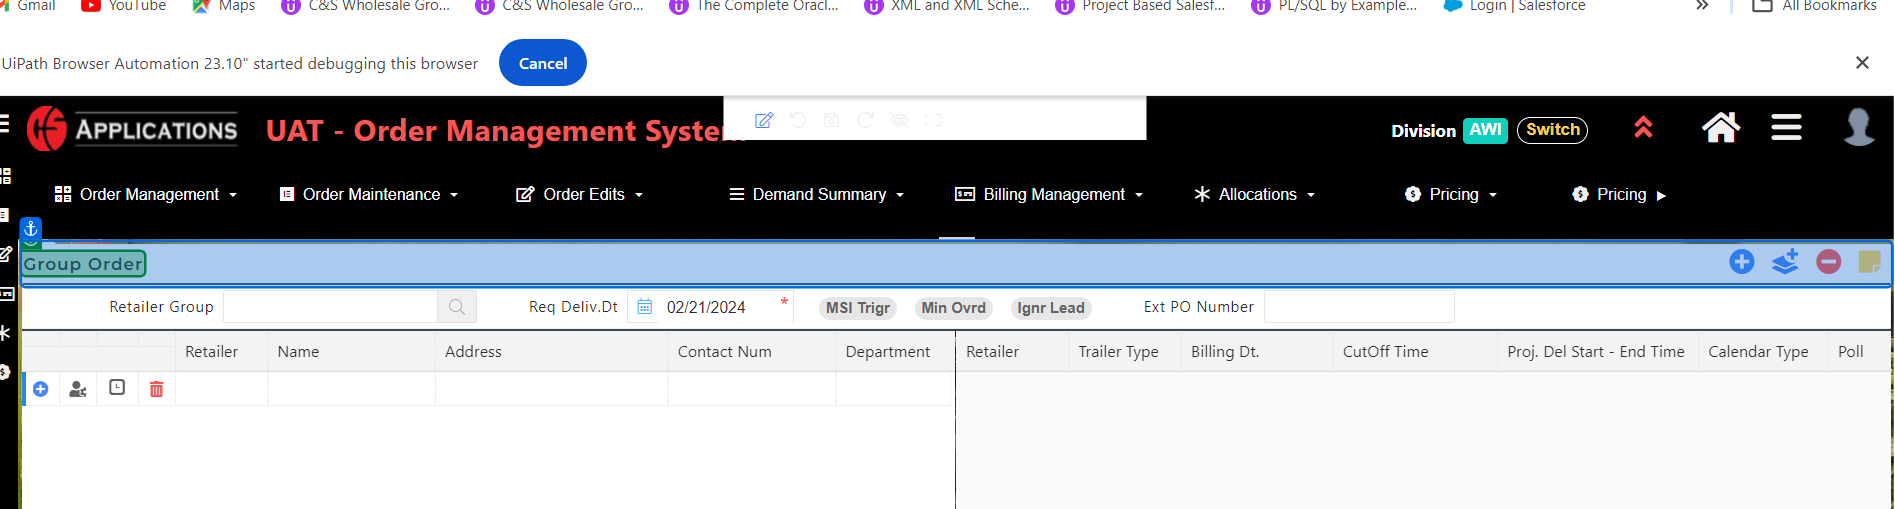 Gmail YouTube Maps C&S Wholesale Gro... C&S Wholesale Gro... The Complete Oracl... XML and XML Sche... Project Based Salesf... PL/SQL by Example... Login | Salesforce » All Bookmarks
UiPath Browser Automation 23.10" started debugging this browser Cancel
APPLICATIONS UAT - Order Management System Division AWI Switch
Order Management Order Maintenance Order Edits Demand Summary Billing Management Allocations Pricing Pricing
Group Order
Retailer Group Req Deliv.Dt 02/21/2024 * MSI Trigr Min Ovrd Ignr Lead Ext PO Number
Retailer Name Address Contact Num Department Retailer Trailer Type Billing Dt. CutOff Time Proj. Del Start - End Time Calendar Type Poll